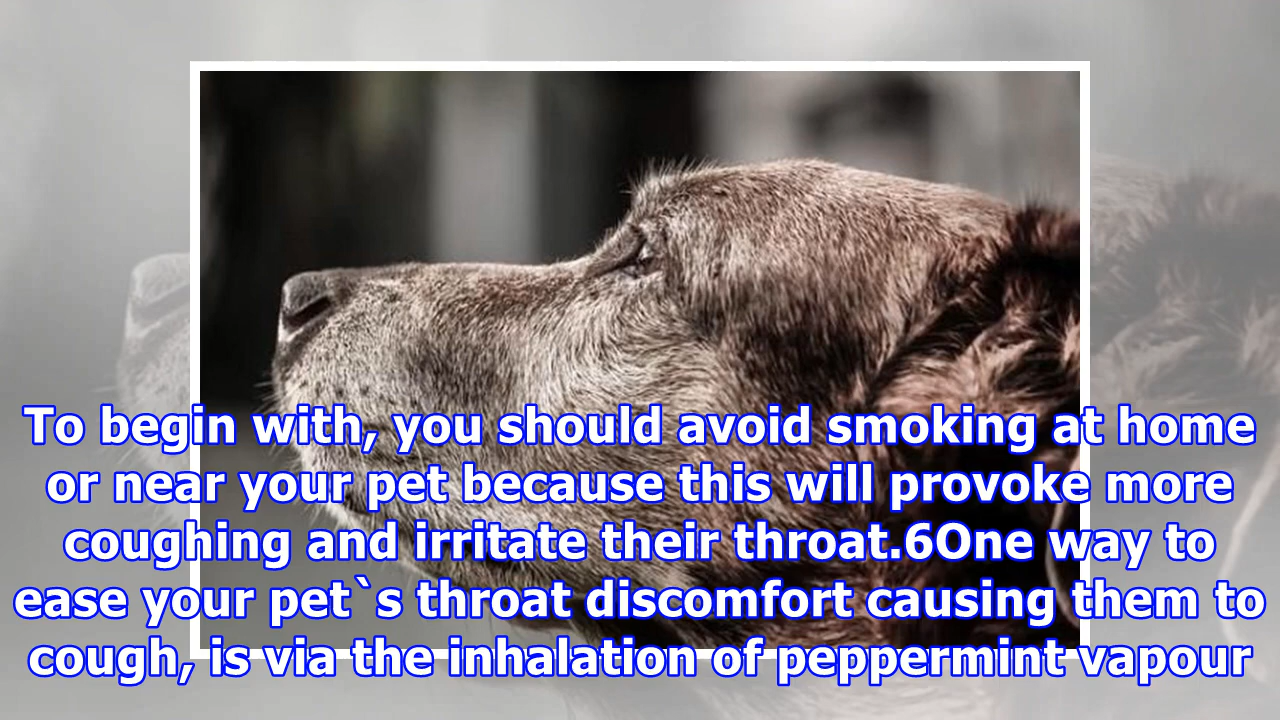 To begin with, you should avoid smoking at home
or near your pet because this will provoke more
coughing and irritate their throat.6One way to
ease your pet`s throat discomfort causing them to
cough, is via the inhalation of peppermint vapour